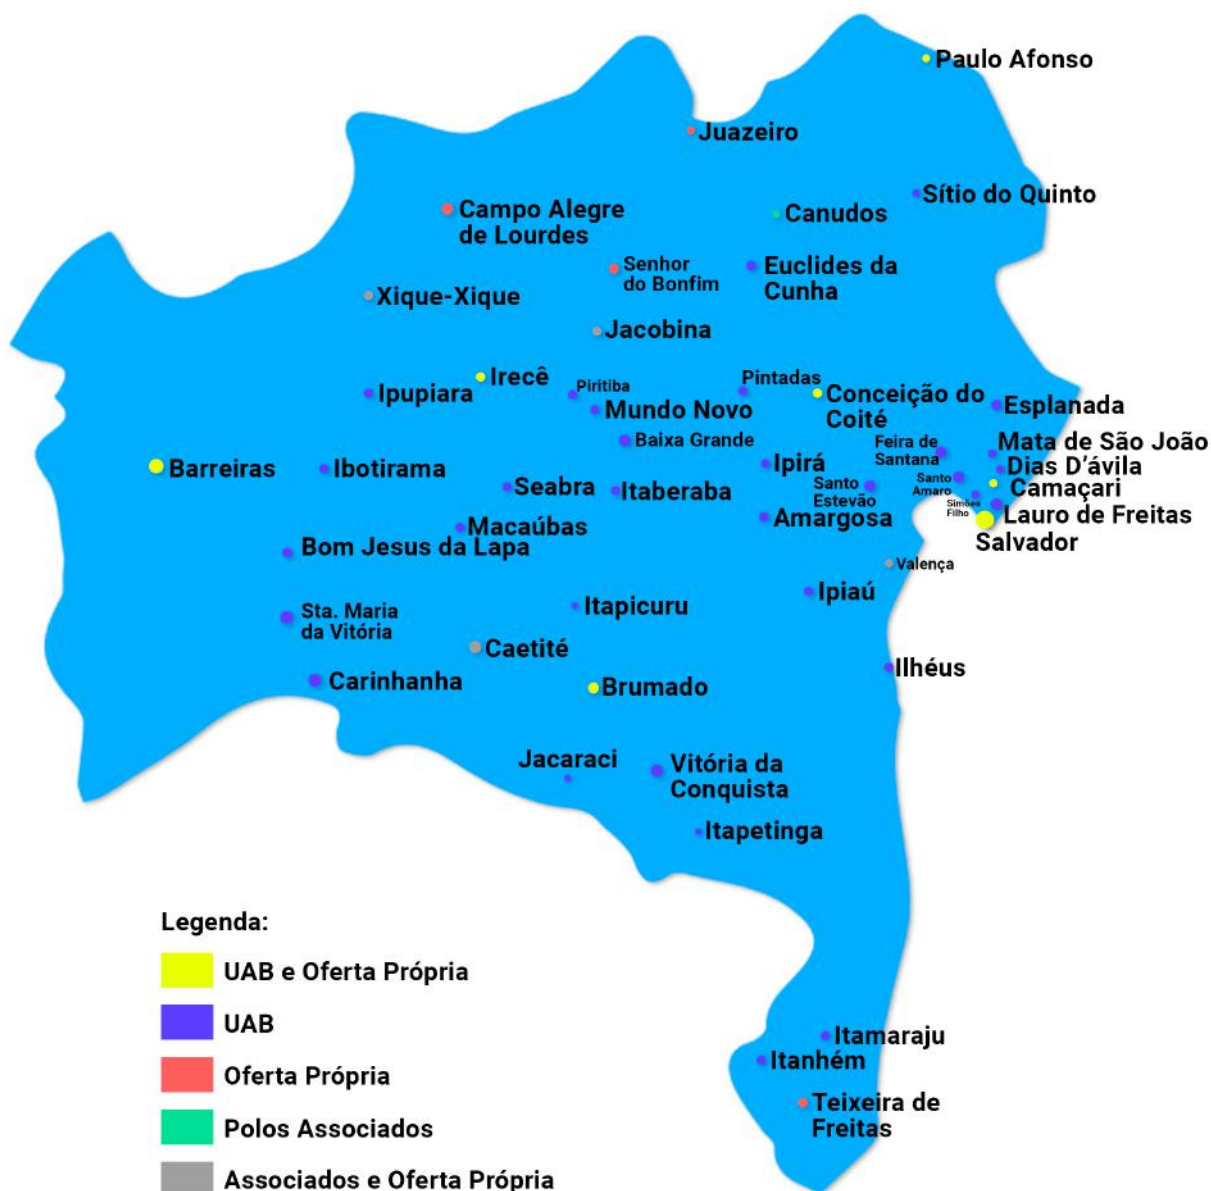 Paulo Afonso
Juazeiro
Sítio do Quinto
Campo Alegre
de Lourdes
Canudos
Senhor
do Bonfim
Euclides da
Cunha
Xique-Xique
Jacobina
Irecê
Ipupiara
Piritiba
Pintadas
Mundo Novo
Conceição do
Coité
Esplanada
Baixa Grande
Feira de
Santana
Mata de São João
Barreiras
Ibotirama
Ipirá
Dias D'ávila
Seabra
Itaberaba
Santo
Estevão
Santo
Amaro
Camaçari
Simões
Filho
Macaúbas
Amargosa
Lauro de Freitas
Bom Jesus da Lapa
Salvador
Valença
Ipiaú
Sta. Maria
da Vitória
Itapicuru
Caetité
Ilhéus
Carinhanha
Brumado
Jacaraci
Vitória da
Conquista
Itapetinga
Legenda:
UAB e Oferta Própria
UAB
Oferta Própria
Polos Associados
Associados e Oferta Própria
Itamaraju
Itanhém
Teixeira de
Freitas